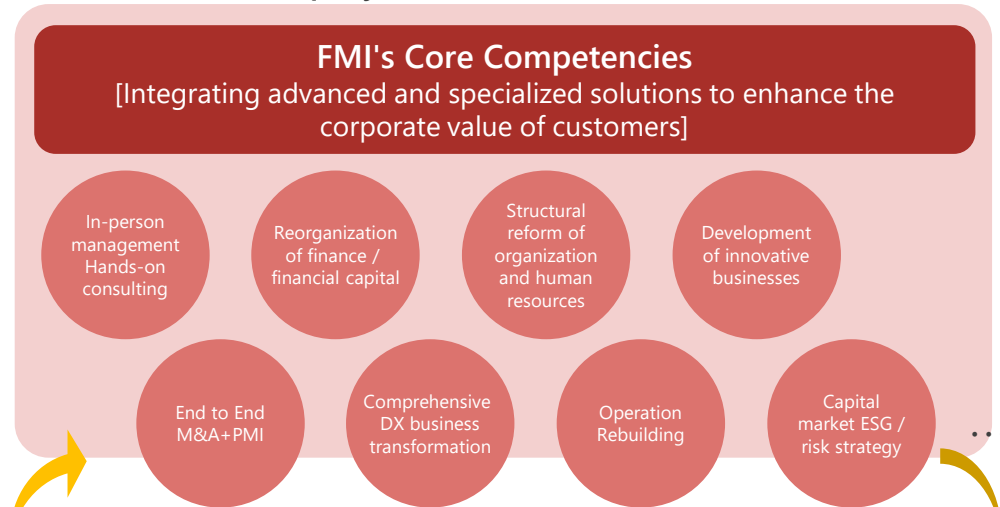 FMI's Core Competencies
[Integrating advanced and specialized solutions to enhance the
corporate value of customers]
In-person
management
Hands-on
consulting
Reorganization
of finance /
financial capital
Structural
reform of
organization
and human
resources
Development
of innovative
businesses
End to End
M&A+PMI
Comprehensive
DX business
transformation
Operation
Rebuilding
Capital
market ESG /
risk strategy